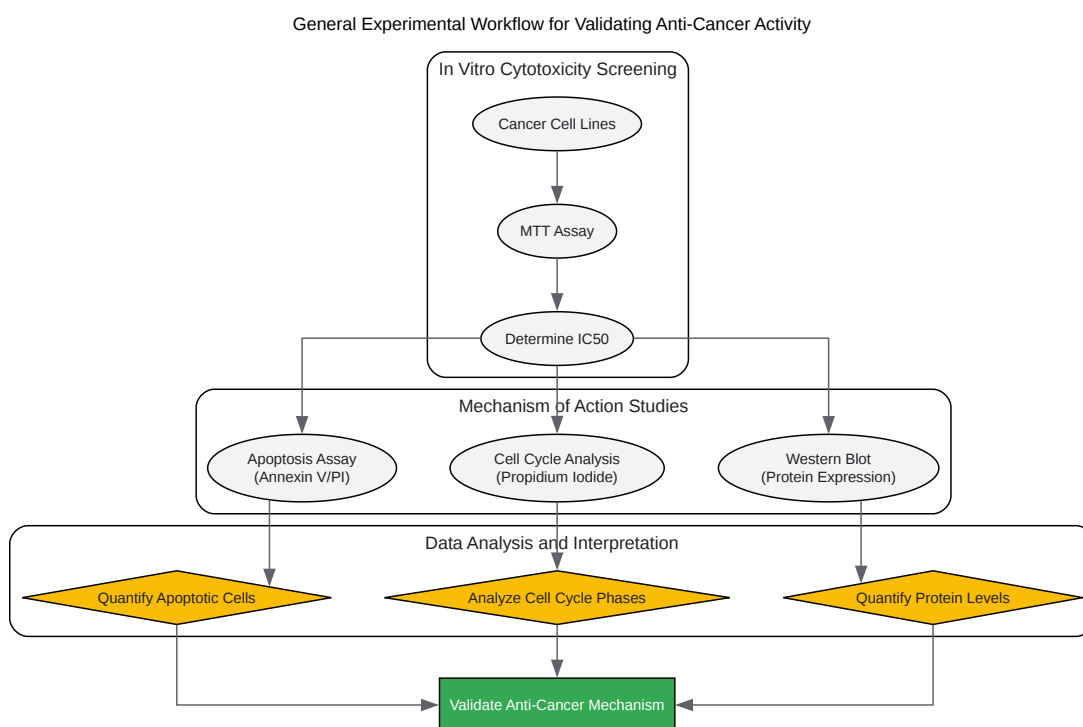 General Experimental Workflow for Validating Anti-Cancer Activity
In Vitro Cytotoxicity Screening
Cancer Cell Lines
MTT Assay
Determine IC50
Mechanism of Action Studies
Apoptosis Assay
(Annexin V/PI)
Cell Cycle Analysis
(Propidium Iodide)
Western Blot
(Protein Expression)
Data Analysis and Interpretation
Quantify Apoptotic Cells
Analyze Cell Cycle Phases
Quantify Protein Levels
Validate Anti-Cancer Mechanism